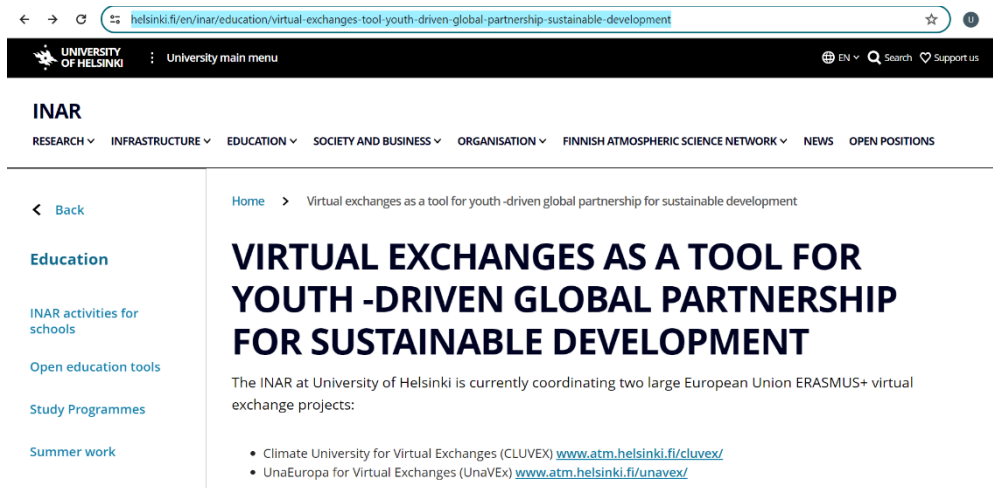 helsinki.fi/en/inar/education/virtual-exchanges-tool-youth-driven-global-partnership-sustainable-development
U
UNIVERSITY
OF HELSINKI
University main menu
EN
Search
Support us
INAR
RESEARCH INFRASTRUCTURE EDUCATION SOCIETY AND BUSINESS ORGANISATION FINNISH ATMOSPHERIC SCIENCE NETWORK NEWS OPEN POSITIONS
Back
Education
INAR activities for
schools
Open education tools
Study Programmes
Summer work
Home > Virtual exchanges as a tool for youth -driven global partnership for sustainable development
VIRTUAL EXCHANGES AS A TOOL FOR
YOUTH -DRIVEN GLOBAL PARTNERSHIP
FOR SUSTAINABLE DEVELOPMENT
The INAR at University of Helsinki is currently coordinating two large European Union ERASMUS+ virtual
exchange projects:
• Climate University for Virtual Exchanges (CLUVEX) www.atm.helsinki.fi/cluvex/
• UnaEuropa for Virtual Exchanges (UnaVEx) www.atm.helsinki.fi/unavex/